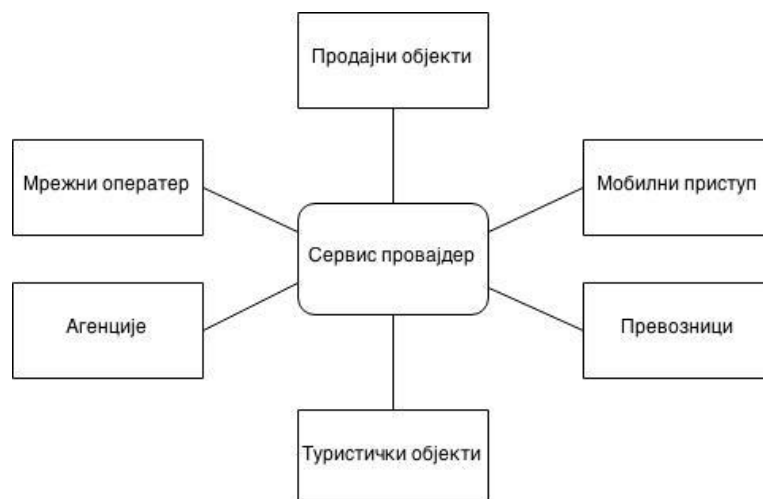 Продајни објекти
Мрежни оператер
Мобилни приступ
Сервис провајдер
Агенције
Превозници
Туристички објекти